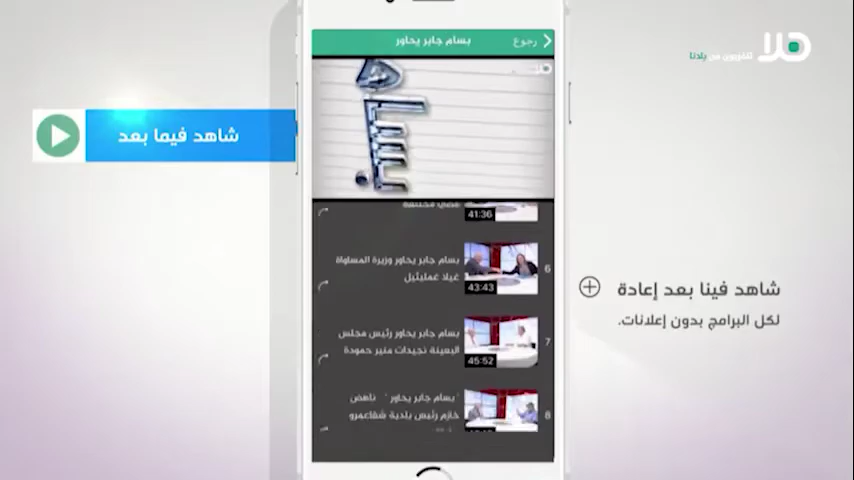 هلا
تلفزيون من بلدنا
رجوع
بسام جابر يحاور
شاهد فيما بعد
41:36
6
بسام جابر يحاور وزيرة المساواة
غيلا غمليئيل
43:43
7
بسام جابر يحاور رئيس مجلس
البعينة نجيدات منير حمودة
45:52
8
" بسام جابر يحاور " ناهض
خازم رئيس بلدية شفاعمرو
شاهد فينا بعد إعادة
لكل البرامج بدون إعلانات.